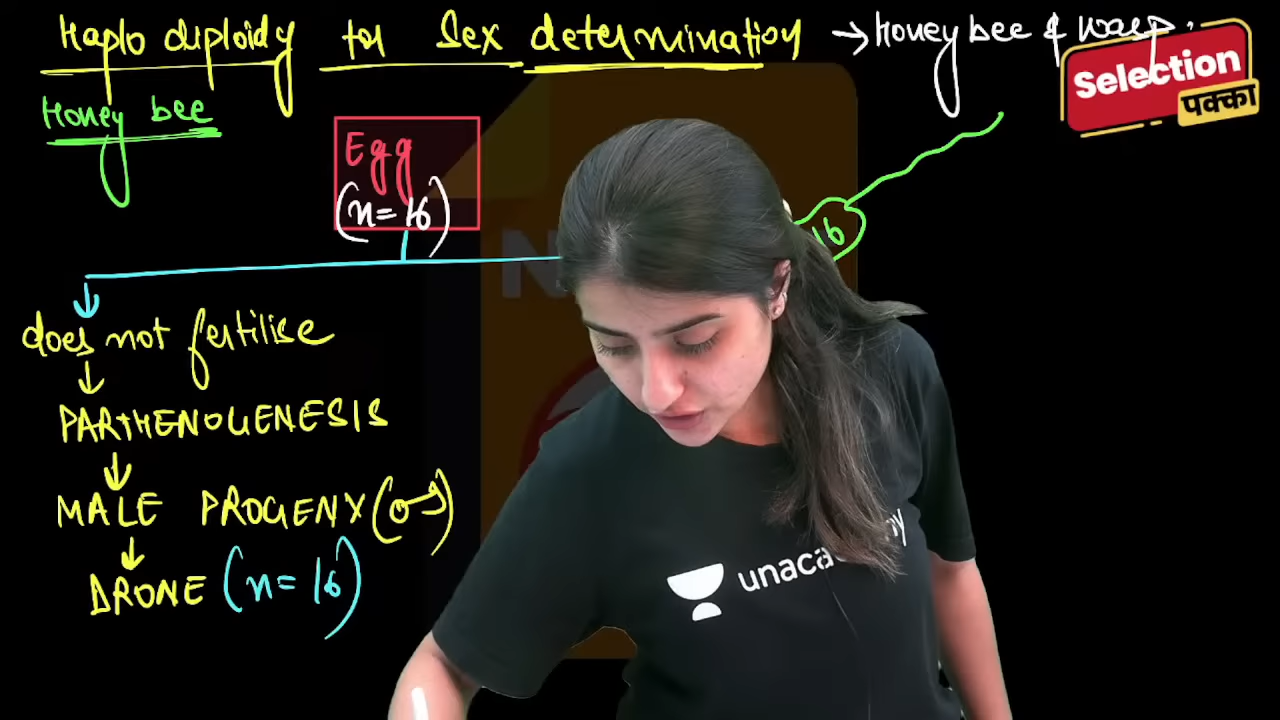 Haplo diploidy for Sex determination → Honey bee & wasp
Selection
पक्का
Honey bee
Egg
(n=16)
16
does not fertilise
PARTHENOGENESIS
MALE PROGENY (♂)
DRONE (n=16)
unacademy